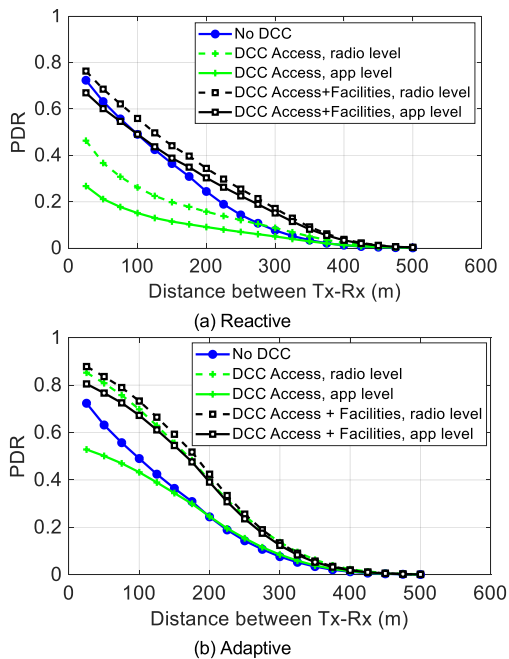 1
0.8
0.6
0.4
0.2
0
PDR
No DCC
DCC Access, radio level
DCC Access, app level
DCC Access+Facilities, radio level
DCC Access+Facilities, app level
0 100 200 300 400 500 600
Distance between Tx-Rx (m)
(a) Reactive
1
0.8
0.6
0.4
0.2
0
PDR
No DCC
DCC Access, radio level
DCC Access, app level
DCC Access + Facilities, radio level
DCC Access + Facilities, app level
0 100 200 300 400 500 600
Distance between Tx-Rx (m)
(b) Adaptive